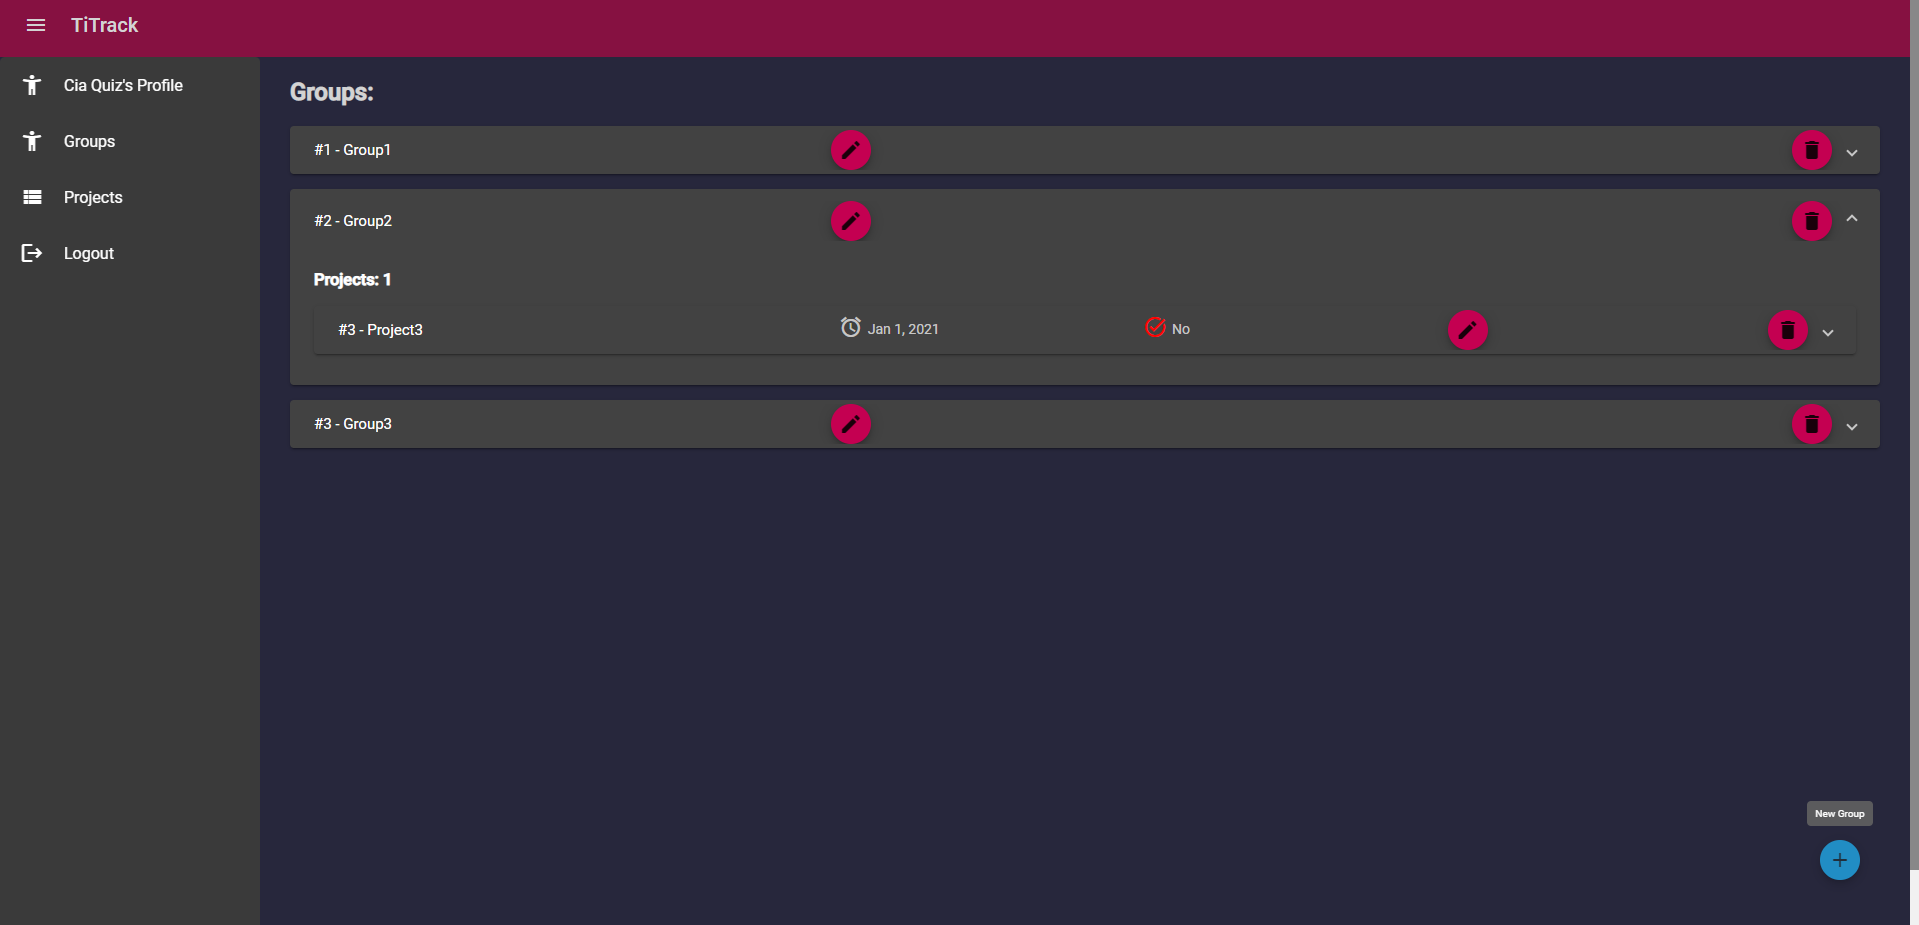 TiTrack
Cia Quiz's Profile
Groups
Projects
Logout
Groups:
#1 - Group1
#2 - Group2
Projects: 1
#3 - Project3 Jan 1, 2021 No
#3 - Group3
New Group